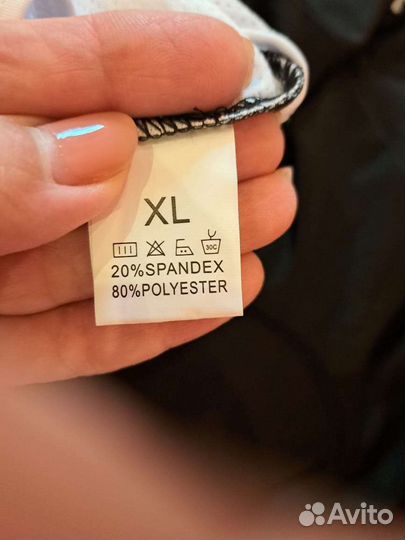 XL
30C
20%SPANDEX
80%POLYESTER
Avito